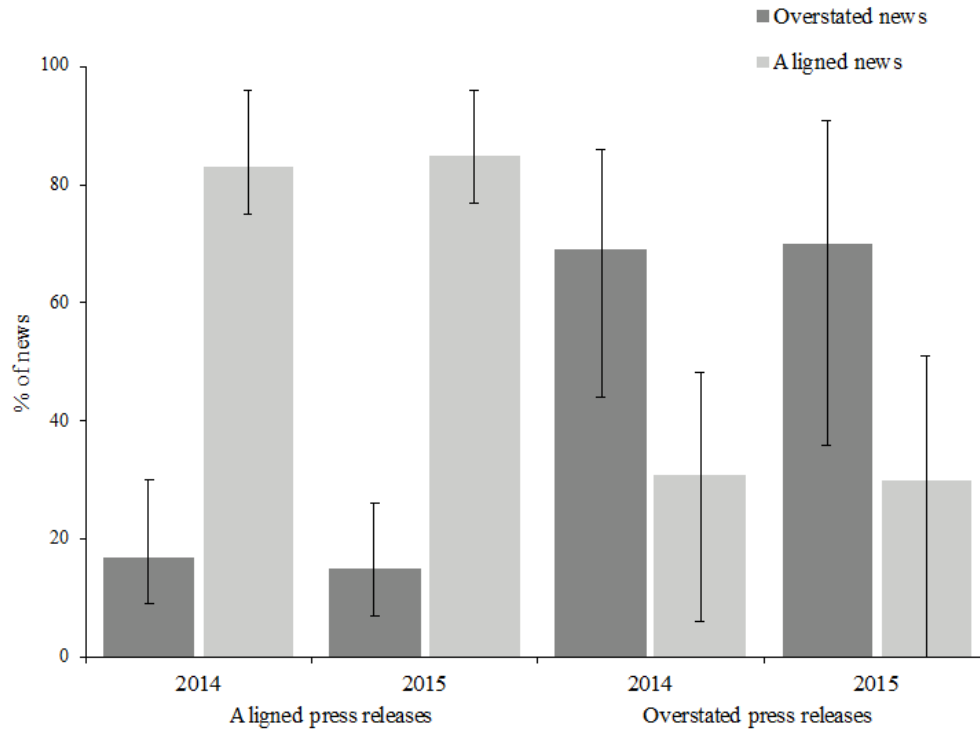 Overstated news
Aligned news
100
80
60
40
20
0
% of news
2014
2015
2014
2015
Aligned press releases
Overstated press releases